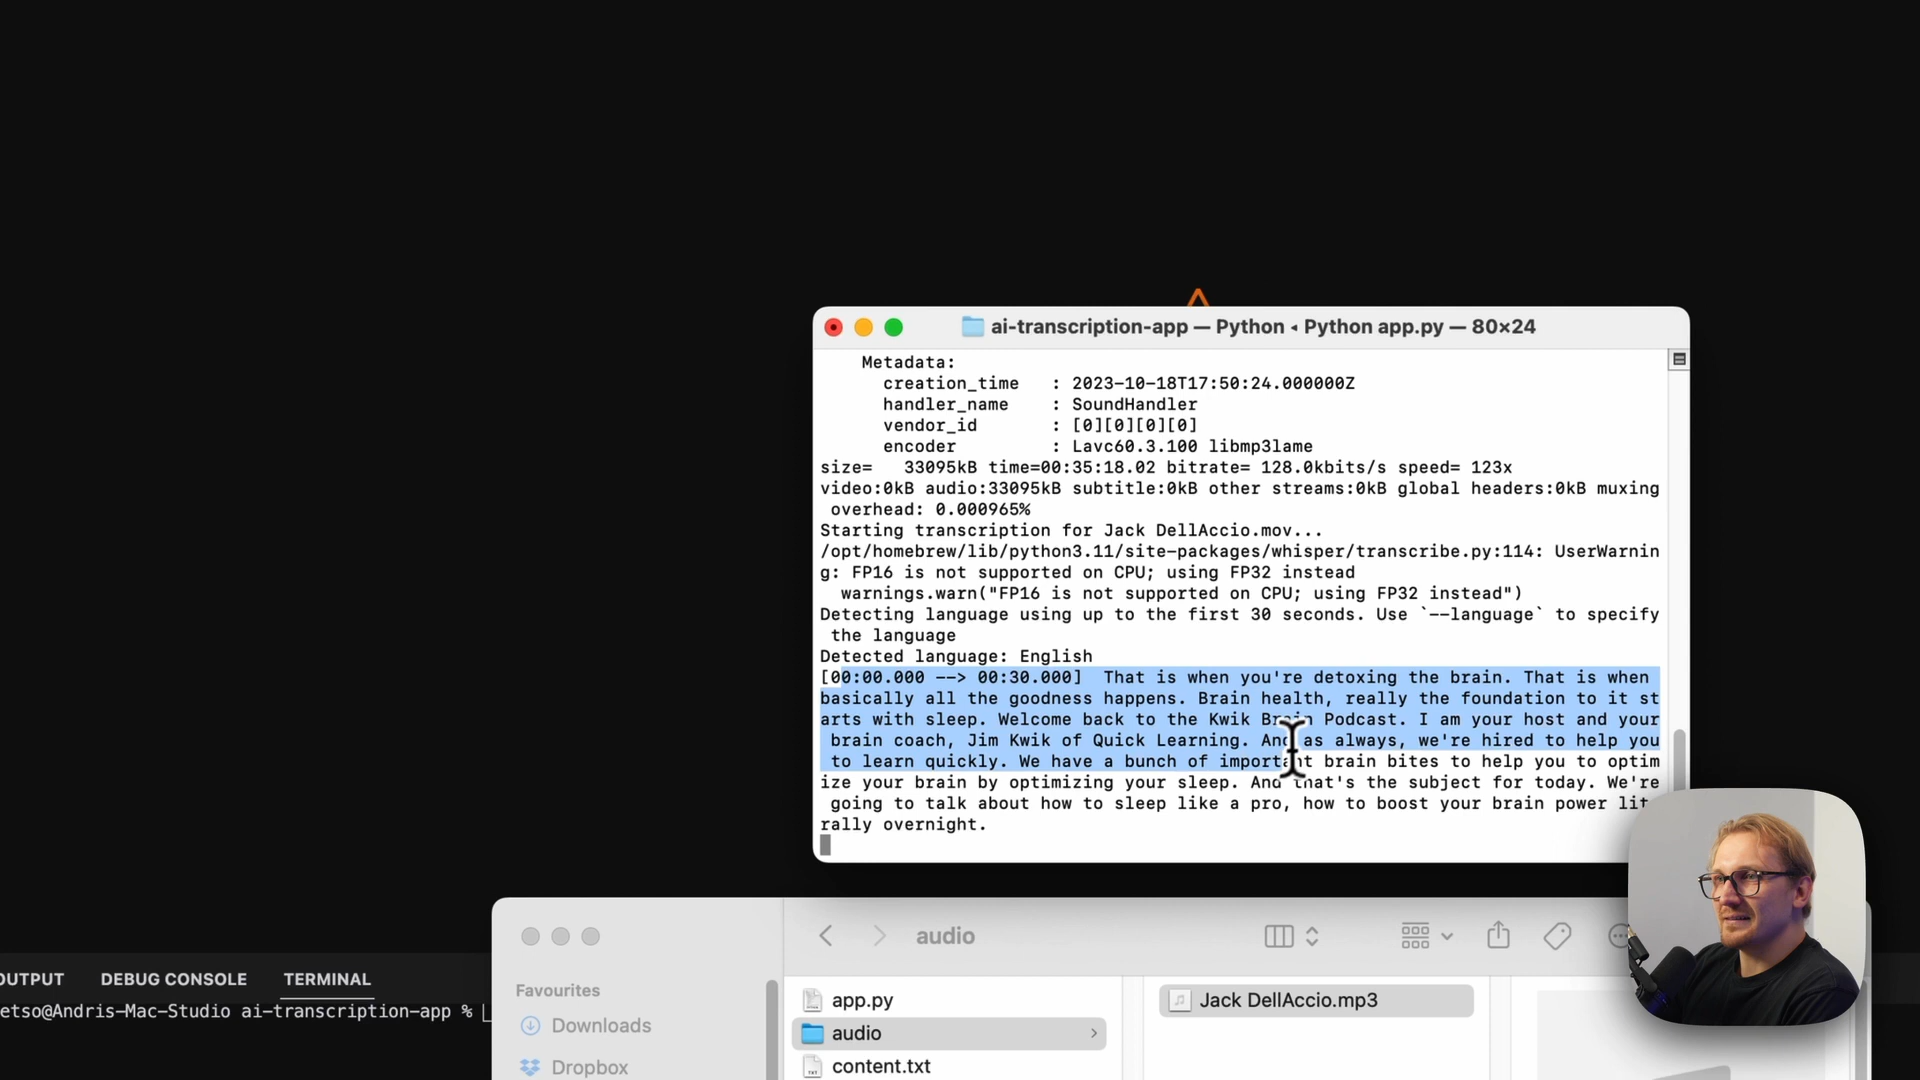 ai-transcription-app — Python ◂ Python app.py — 80×24
Metadata:
creation_time : 2023-10-18T17:50:24.000000Z
handler_name : SoundHandler
vendor_id : [0][0][0][0]
encoder : Lavc60.3.100 libmp3lame
size= 33095kB time=00:35:18.02 bitrate= 128.0kbits/s speed= 123x
video:0kB audio:33095kB subtitle:0kB other streams:0kB global headers:0kB muxing
overhead: 0.000965%
Starting transcription for Jack DellAccio.mov...
/opt/homebrew/lib/python3.11/site-packages/whisper/transcribe.py:114: UserWarnin
g: FP16 is not supported on CPU; using FP32 instead
warnings.warn("FP16 is not supported on CPU; using FP32 instead")
Detecting language using up to the first 30 seconds. Use `--language` to specify
the language
Detected language: English
[00:00.000 --> 00:30.000] That is when you're detoxing the brain. That is when
basically all the goodness happens. Brain health, really the foundation to it st
arts with sleep. Welcome back to the Kwik Brain Podcast. I am your host and your
brain coach, Jim Kwik of Quick Learning. And as always, we're hired to help you
to learn quickly. We have a bunch of important brain bites to help you to optim
ize your brain by optimizing your sleep. And that's the subject for today. We're
going to talk about how to sleep like a pro, how to boost your brain power lit
rally overnight.
audio
OUTPUT DEBUG CONSOLE TERMINAL
etso@Andris-Mac-Studio ai-transcription-app %
Favourites
Downloads
Dropbox
app.py
audio
content.txt
Jack DellAccio.mp3